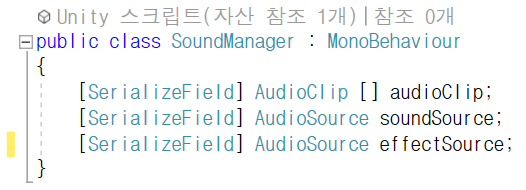 Unity 스크립트(자산 참조 1개)|참조 0개
public class SoundManager : MonoBehaviour
{
[SerializeField] AudioClip [] audioClip;
[SerializeField] AudioSource soundSource;
[SerializeField] AudioSource effectSource;
}